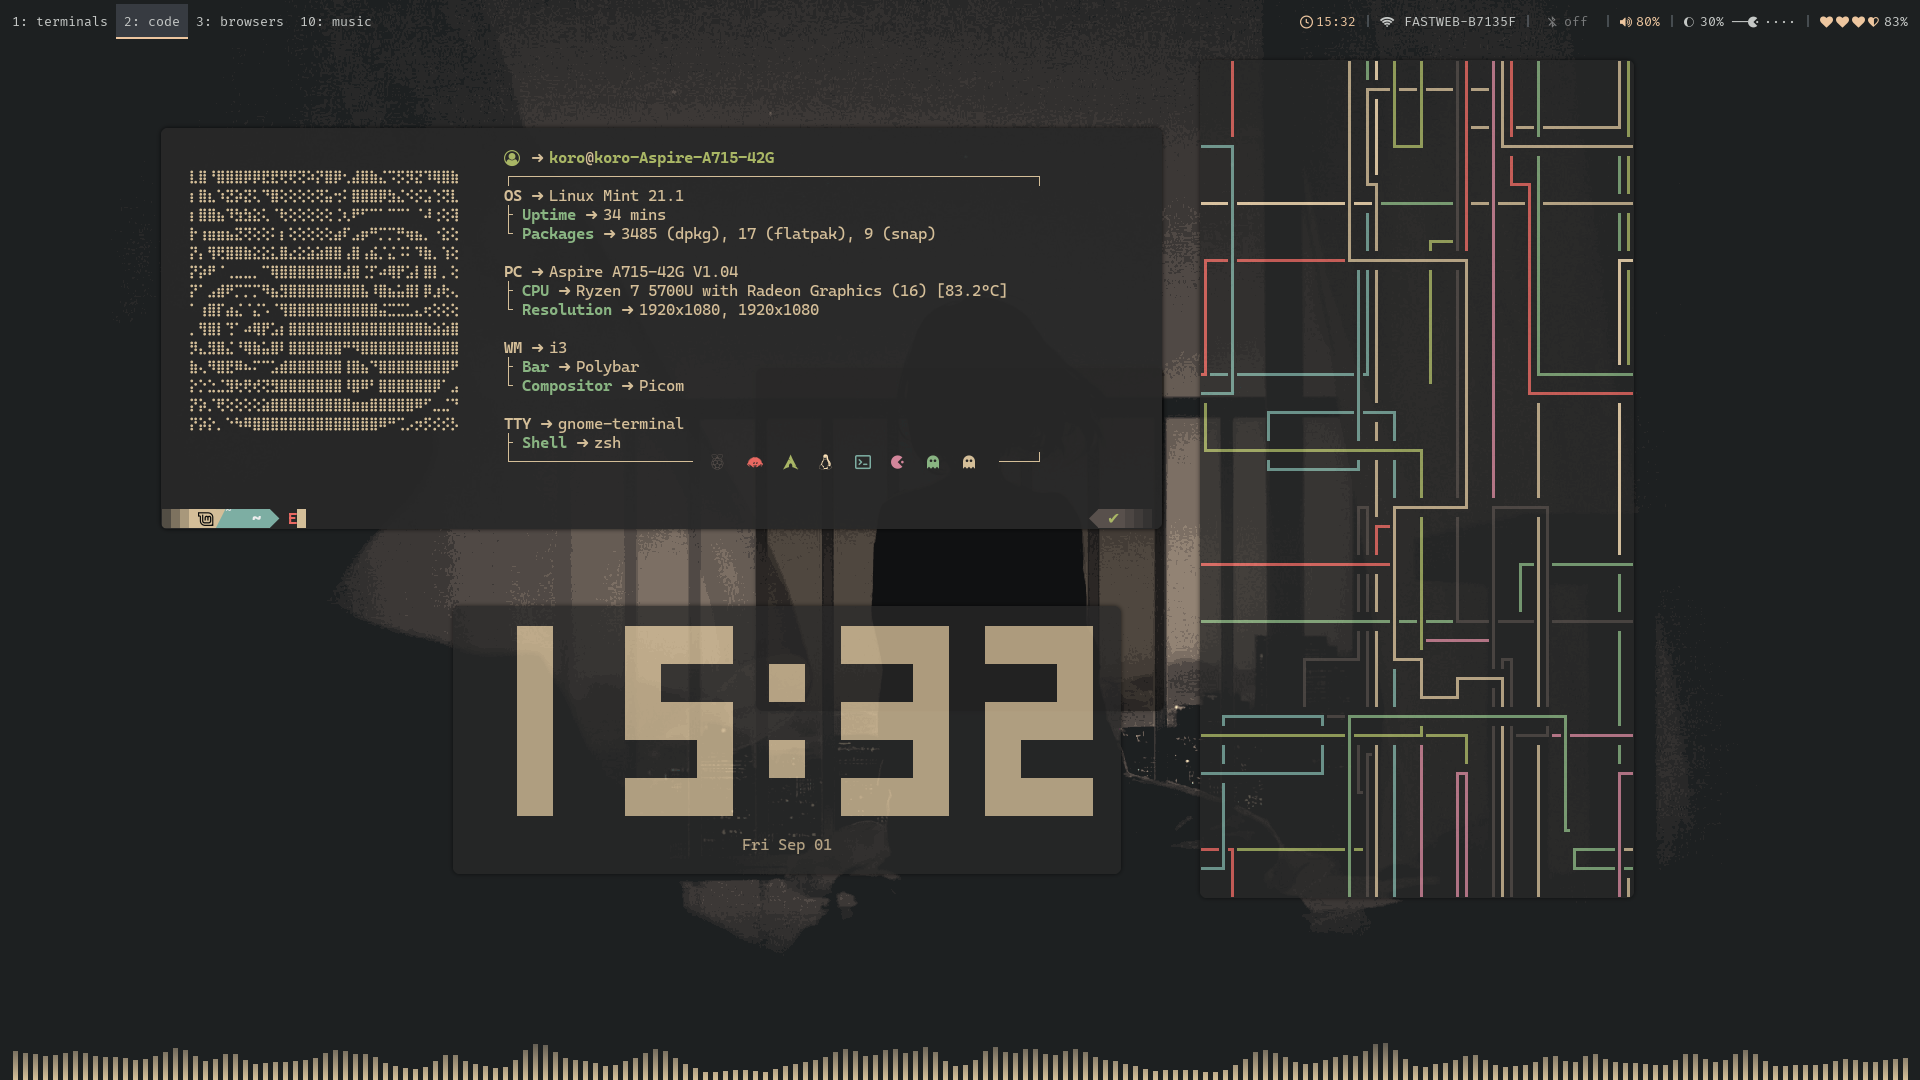 1: terminals 2: code 3: browsers 10: music
15:32 | FASTWEB-B7135F | off | 80% | 30% ···· | 83%
→ koro@koro-Aspire-A715-42G
OS → Linux Mint 21.1
Uptime → 34 mins
Packages → 3485 (dpkg), 17 (flatpak), 9 (snap)
PC → Aspire A715-42G V1.04
CPU → Ryzen 7 5700U with Radeon Graphics (16) [83.2°C]
Resolution → 1920x1080, 1920x1080
WM → i3
Bar → Polybar
Compositor → Picom
TTY → gnome-terminal
Shell → zsh
~ E ✔
15:32
Fri Sep 01